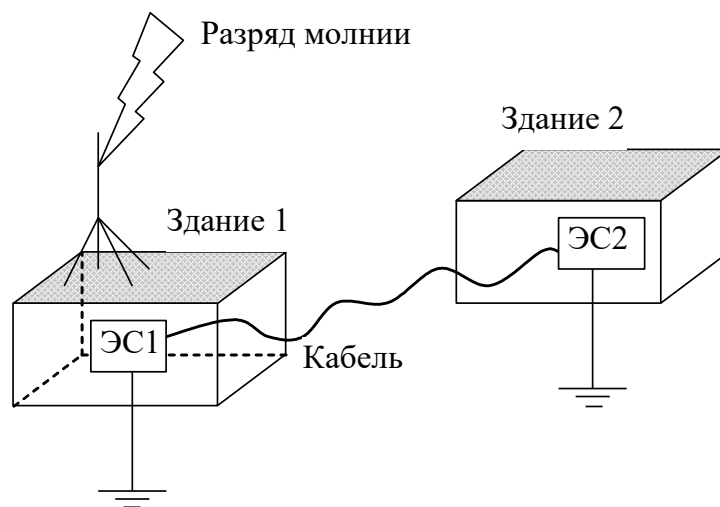 Разряд молнии
Здание 2
Здание 1
ЭС2
ЭС1
Кабель